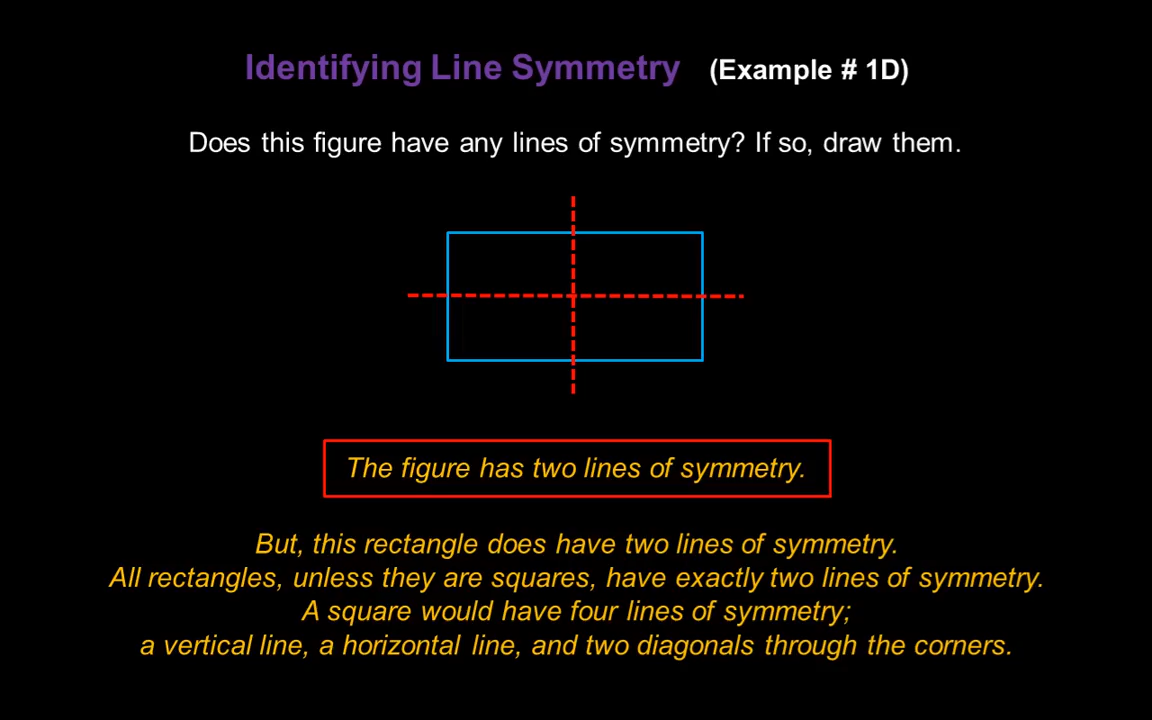 Identifying Line Symmetry (Example # 1D)
Does this figure have any lines of symmetry? If so, draw them.
The figure has two lines of symmetry.
But, this rectangle does have two lines of symmetry.
All rectangles, unless they are squares, have exactly two lines of symmetry.
A square would have four lines of symmetry;
a vertical line, a horizontal line, and two diagonals through the corners.